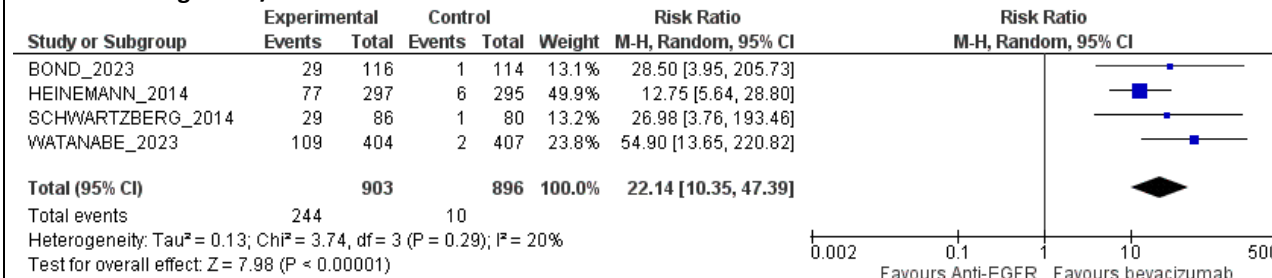 Experimental Control Risk Ratio Risk Ratio
Study or Subgroup Events Total Events Total Weight M-H, Random, 95% CI M-H, Random, 95% CI
BOND_2023 29 116 1 114 13.1% 28.50 [3.95, 205.73]
HEINEMANN_2014 77 297 6 295 49.9% 12.75 [5.64, 28.80]
SCHWARTZBERG_2014 29 86 1 80 13.2% 26.98 [3.76, 193.46]
WATANABE_2023 109 404 2 407 23.8% 54.90 [13.65, 220.82]
Total (95% CI) 903 896 100.0% 22.14 [10.35, 47.39]
Total events 244 10
Heterogeneity: Tau² = 0.13; Chi² = 3.74, df = 3 (P = 0.29); I² = 20%
Test for overall effect: Z = 7.98 (P < 0.00001)
0.002 0.1 1 10 500
Favours Anti-EGFR Favours bevacizumab